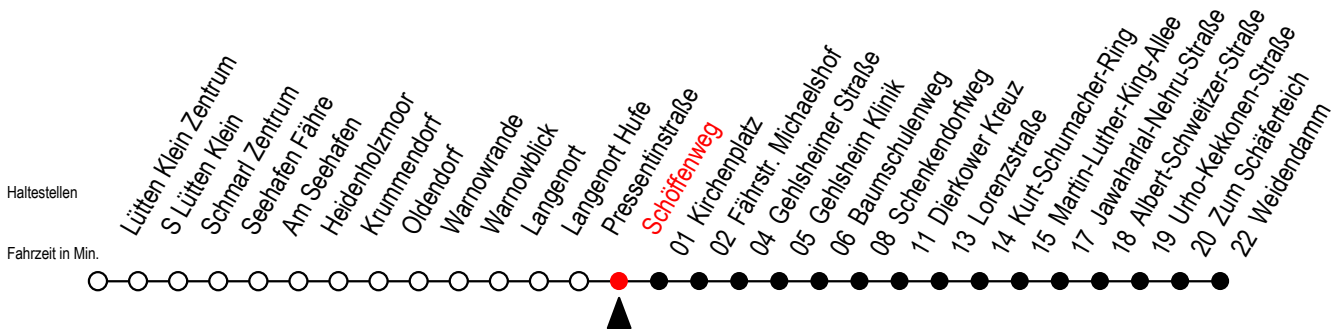 Haltestellen
Fahrzeit in Min.
Lütten Klein Zentrum
S Lütten Klein
Schmarl Zentrum
Seehafen Fähre
Am Seehafen
Heidenholzmoor
Krummendorf
Oldendorf
Warnowrande
Warnowblick
Langenort
Langenort Hufe
Pressentinstraße
Schöffenweg
01 Kirchenplatz
02 Fährstr. Michaelshof
04 Gehlsheimer Straße
05 Gehlsheim Klinik
06 Baumschulenweg
08 Schenkendorfweg
11 Dierkower Kreuz
13 Lorenzstraße
14 Kurt-Schumacher-Ring
15 Martin-Luther-King-Allee
17 Jawaharlal-Nehru-Straße
18 Albert-Schweitzer-Straße
19 Urho-Kekkonen-Straße
20 Zum Schäferteich
22 Weidendamm